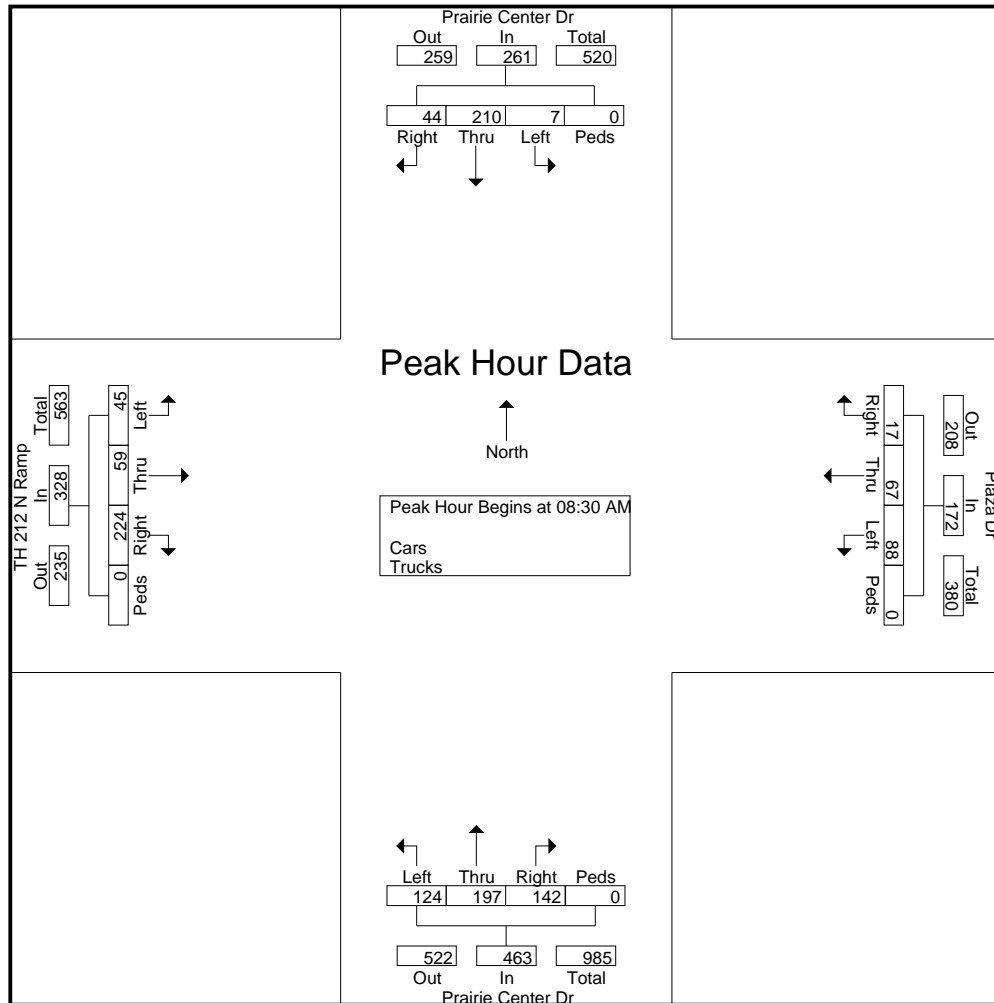 Prairie Center Dr
Out In Total
259 261 520
44 210 7 0
Right Thru Left Peds
Peak Hour Data
North
Peak Hour Begins at 08:30 AM
Cars
Trucks
TH 212 N Ramp
Total In Out
563 328 235
45 59 224 0
Left Thru Right Peds
Right Thru Left Peds
17 67 88 0
208 172 380
Out In Total
Plaza Dr
Left Thru Right Peds
124 197 142 0
522 463 985
Out In Total
Prairie Center Dr